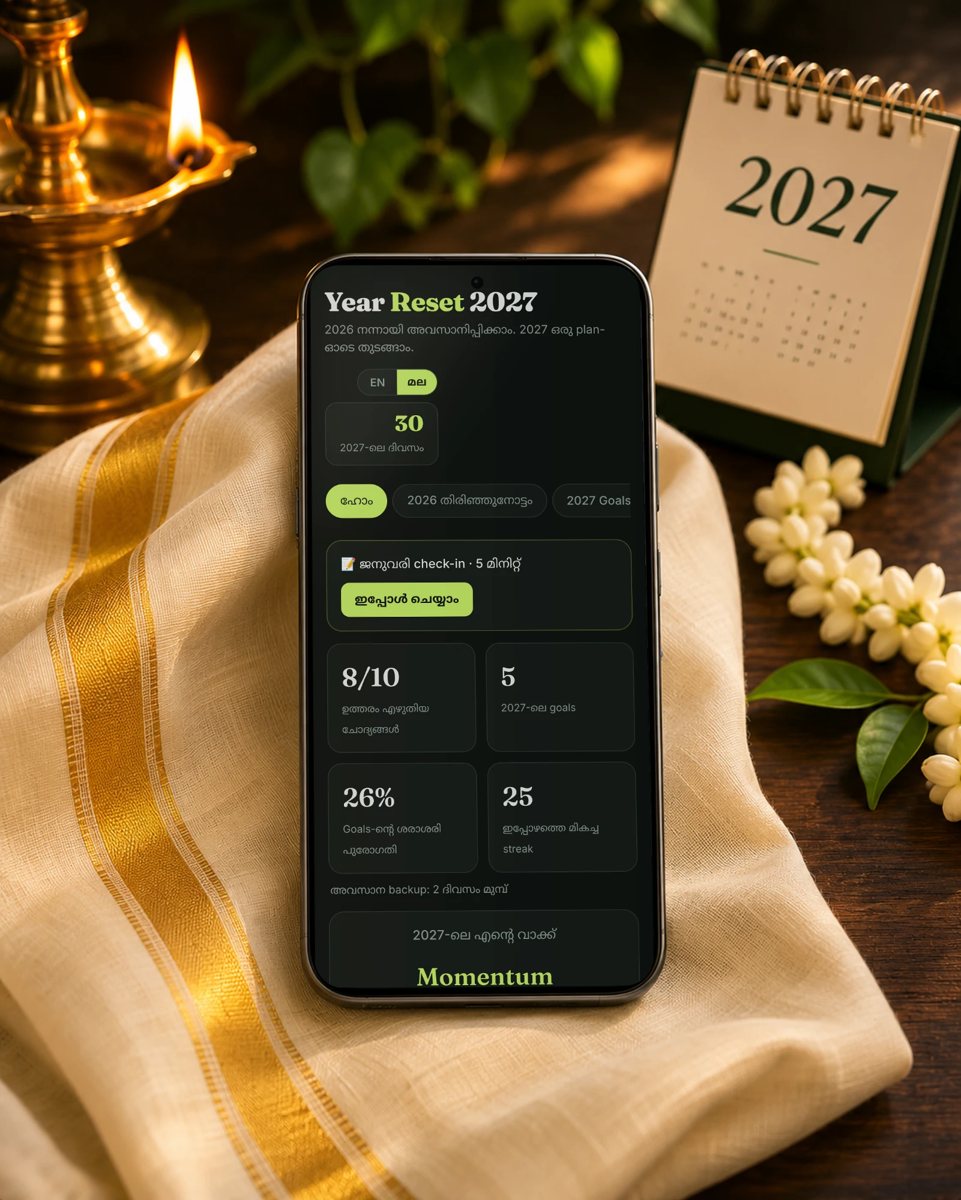 2027
Year Reset 2027
2026 നന്നായി അവസാനിപ്പിക്കാം. 2027 ഒരു plan-
ഓടെ തുടങ്ങാം.
EN മല
30
2027-ലെ ദിവസം
ഹോം 2026 തിരിഞ്ഞുനോട്ടം 2027 Goals
📝 ജനുവരി check-in · 5 മിനിറ്റ്
ഇപ്പോൾ ചെയ്യാം
8/10
ഉത്തരം എഴുതിയ
ചോദ്യങ്ങൾ
5
2027-ലെ goals
26%
Goals-ന്റെ ശരാശരി
പുരോഗതി
25
ഇപ്പോഴത്തെ മികച്ച
streak
അവസാന backup: 2 ദിവസം മുമ്പ്
2027-ലെ എന്റെ വാക്ക്
Momentum